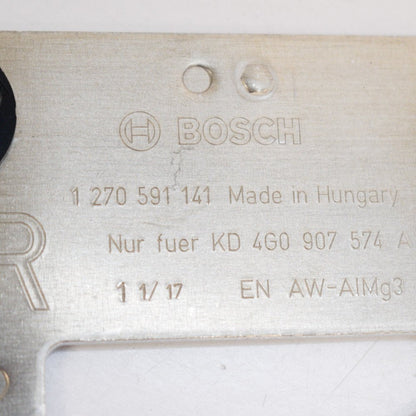 BOSCH
1 270 591 141 Made in Hungary
Nur fuer KD 4G0 907 574 A
R
1 1/17 EN AW-AlMg3